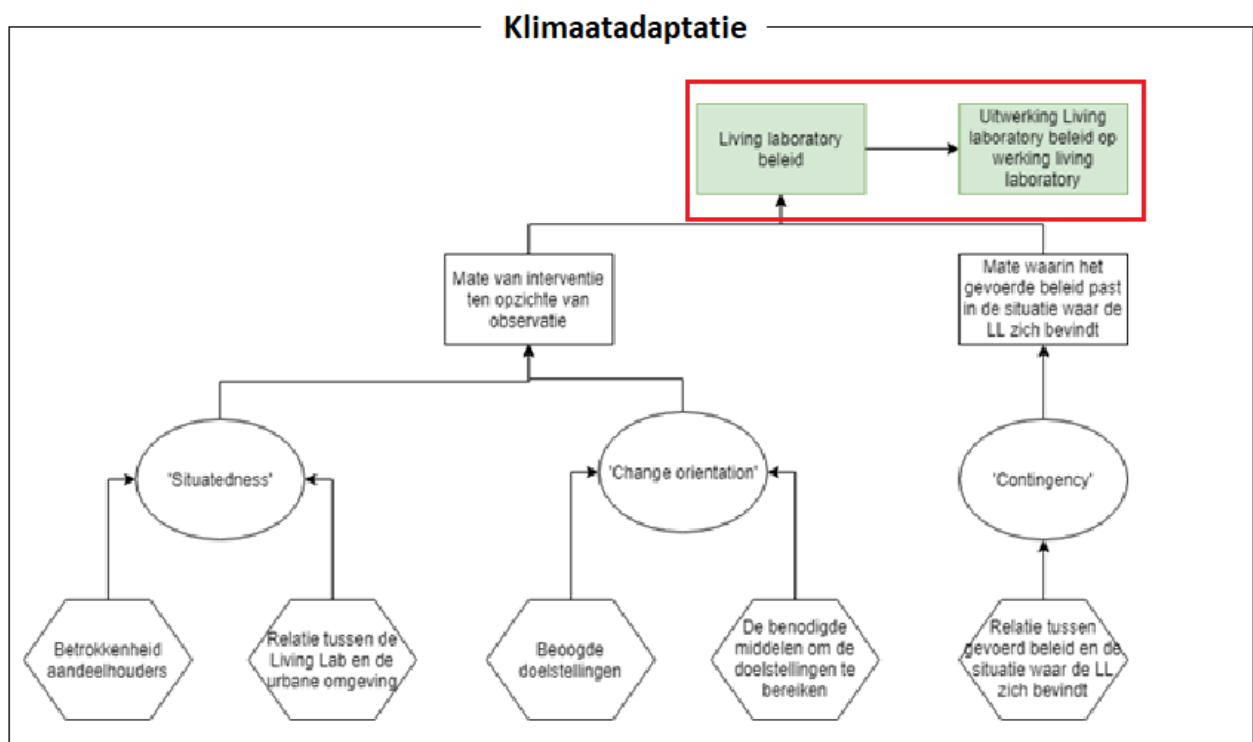 Klimaatadaptatie
Living laboratory
beleid
Uitwerking Living
laboratory beleid op
werking living
laboratory
Mate van interventie
ten opzichte van
observatie
Mate waarin het
gevoerde beleid past
in de situatie waar de
LL zich bevindt
"Situatedness"
'Change orientation"
'Contingency'
Betrokkenheid
aandeelhouders
Relatie tussen de
Living Lab en de
urbane omgeving
Beoogde
doelstellingen
De benodigde
middelen om de
doelstellingen te
bereiken
Relatie tussen
gevoerd beleid en de
situatie waar de LL
zich bevindt